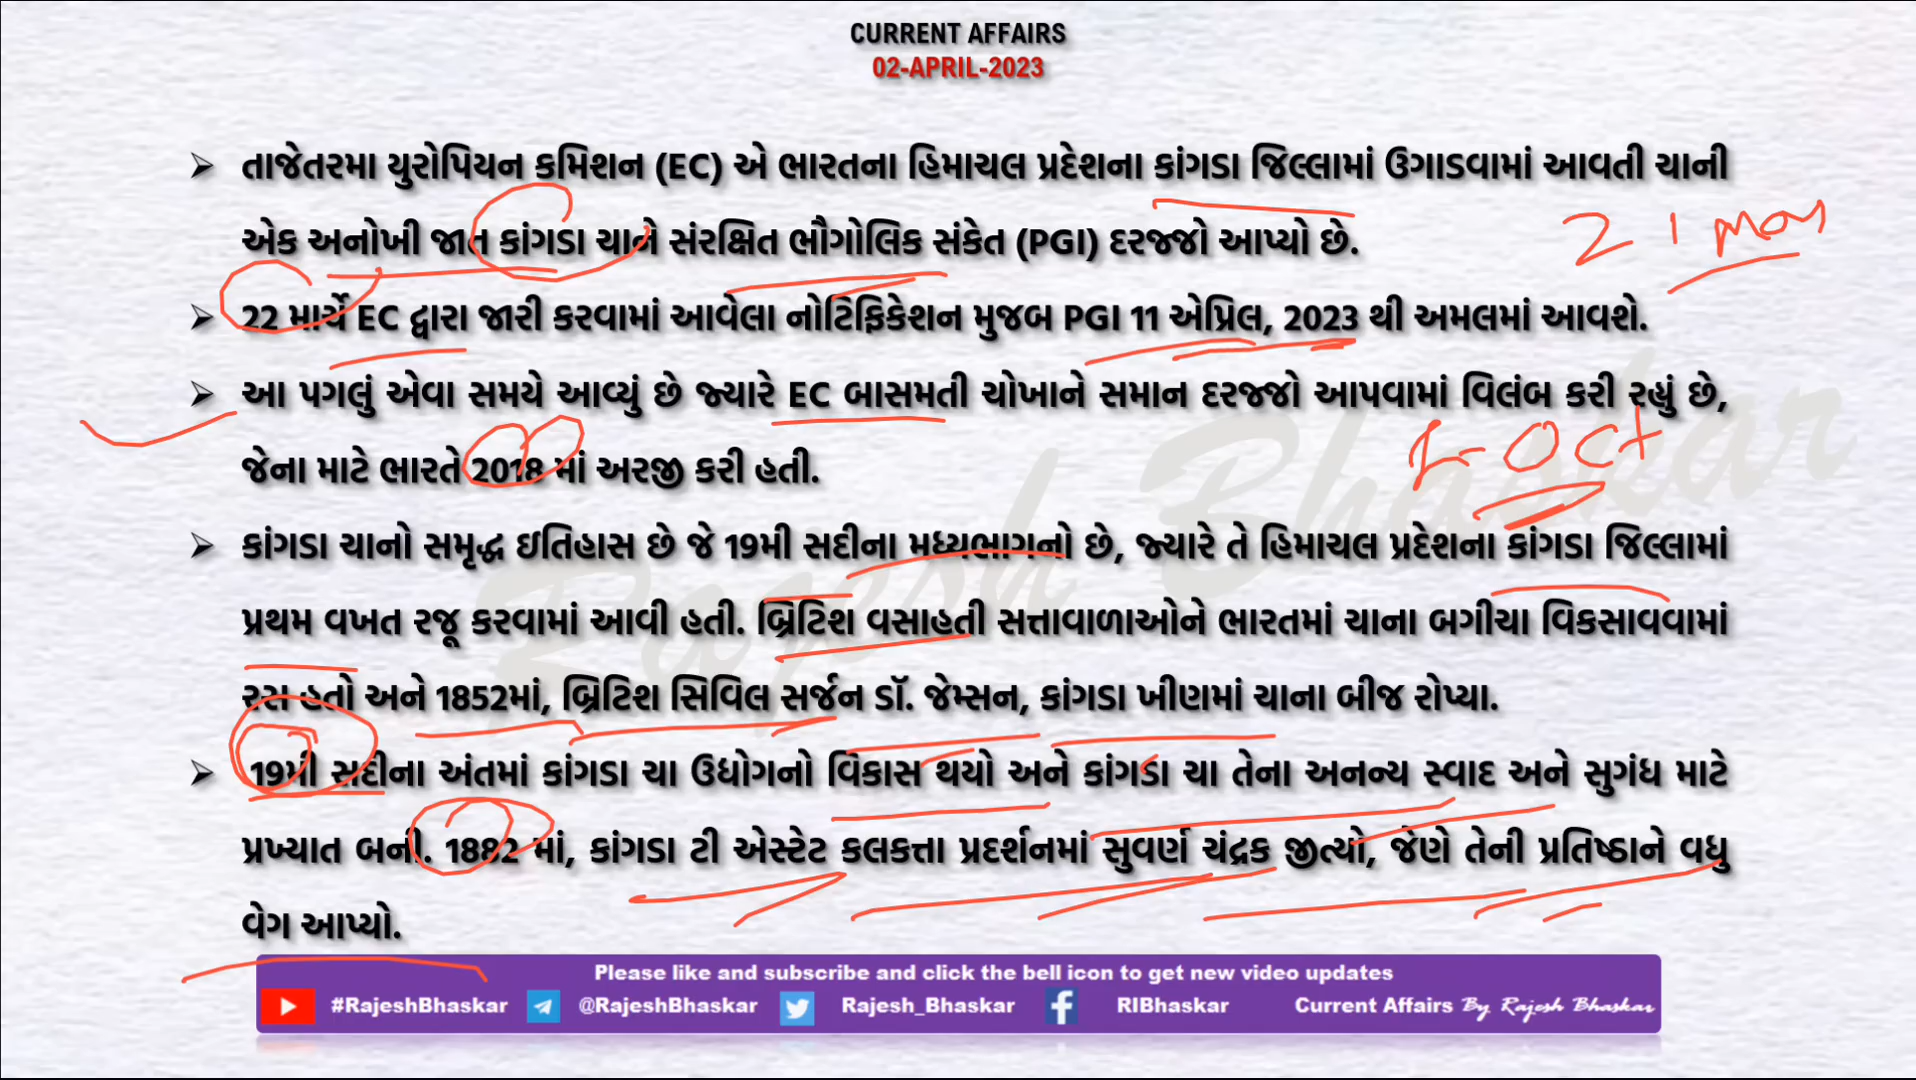 CURRENT AFFAIRS
02-APRIL-2023
તાજેતરમા યુરોપિયન કમિશન (EC) એ ભારતના હિમાચલ પ્રદેશના કાંગડા જિલ્લામાં ઉગાડવામાં આવતી ચાની
એક અનોખી જાત કાંગડા ચાને સંરક્ષિત ભૌગોલિક સંકેત (PGI) દરજ્જો આપ્યો છે.
21 may
22 માર્ચે EC દ્વારા જારી કરવામાં આવેલા નોટિફિકેશન મુજબ PGI 11 એપ્રિલ, 2023 થી અમલમાં આવશે.
આ પગલું એવા સમયે આવ્યું છે જ્યારે EC બાસમતી ચોખાને સમાન દરજ્જો આપવામાં વિલંબ કરી રહ્યું છે,
જેના માટે ભારતે 2018 માં અરજી કરી હતી.
1-oct
કાંગડા ચાનો સમૃદ્ધ ઇતિહાસ છે જે 19મી સદીના મધ્યભાગનો છે, જ્યારે તે હિમાચલ પ્રદેશના કાંગડા જિલ્લામાં
પ્રથમ વખત રજૂ કરવામાં આવી હતી. બ્રિટિશ વસાહતી સત્તાવાળાઓને ભારતમાં ચાના બગીચા વિકસાવવામાં
રસ હતો અને 1852માં, બ્રિટિશ સિવિલ સર્જન ડૉ. જેમ્સન, કાંગડા ખીણમાં ચાના બીજ રોપ્યા.
19મી સદીના અંતમાં કાંગડા ચા ઉદ્યોગનો વિકાસ થયો અને કાંગડા ચા તેના અનન્ય સ્વાદ અને સુગંધ માટે
પ્રખ્યાત બની. 1882 માં, કાંગડા ટી એસ્ટેટ કલકત્તા પ્રદર્શનમાં સુવર્ણ ચંદ્રક જીત્યો, જેણે તેની પ્રતિષ્ઠાને વધુ
વેગ આપ્યો.
Rajesh Bhaskar
Please like and subscribe and click the bell icon to get new video updates
#RajeshBhaskar @RajeshBhaskar Rajesh_Bhaskar RIBhaskar Current Affairs By Rajesh Bhaskar